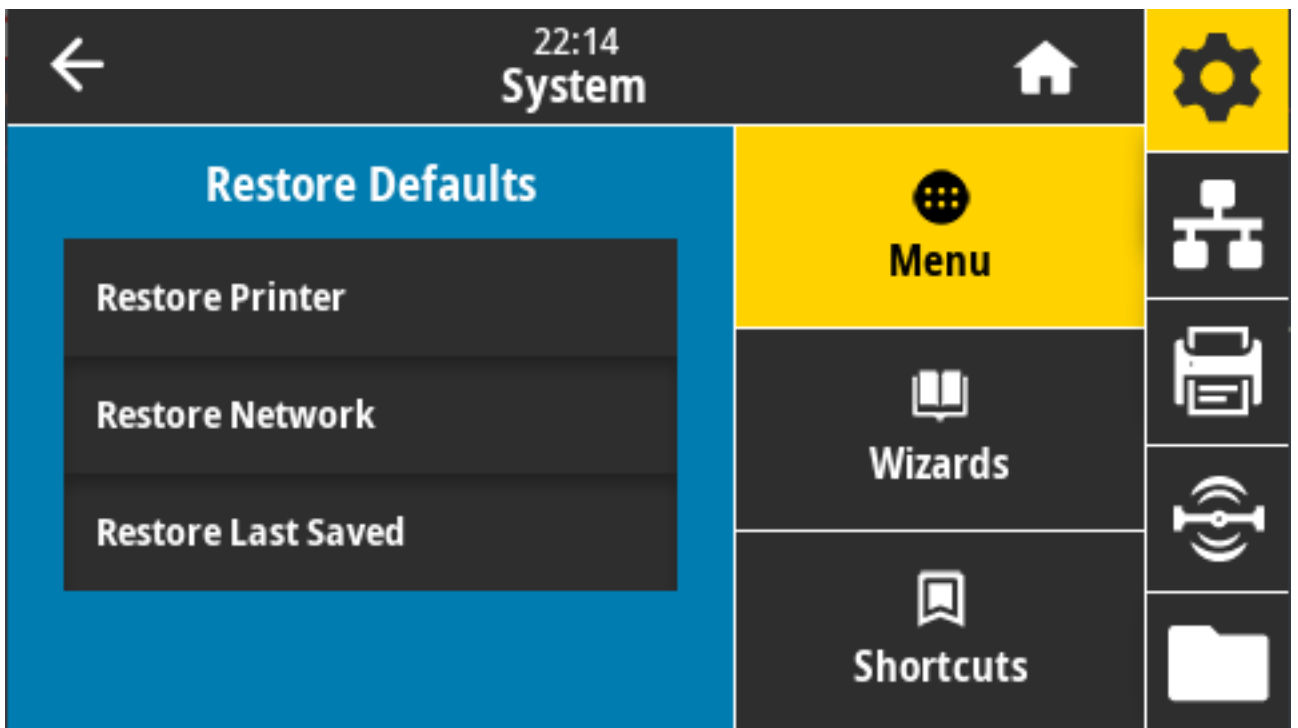 22:14
System
Restore Defaults
Restore Printer
Restore Network
Restore Last Saved
Menu
Wizards
Shortcuts